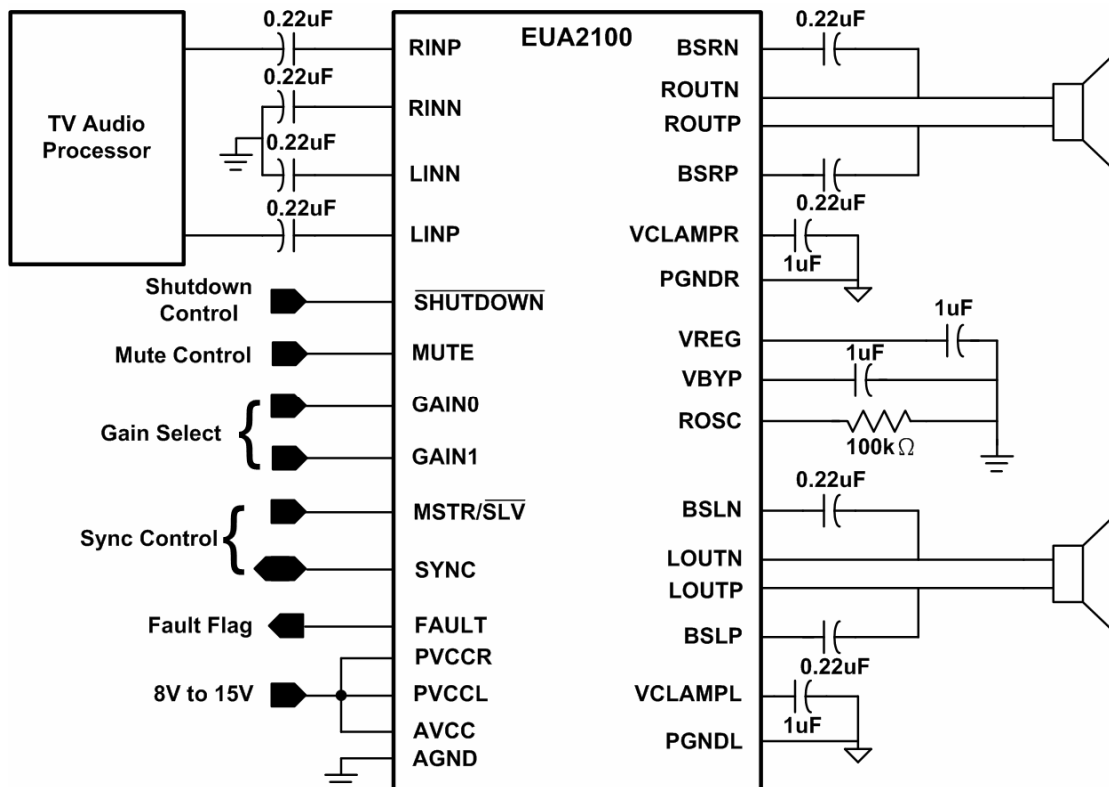 EUA2100
TV Audio
Processor
0.22uF
0.22uF
0.22uF
0.22uF
Shutdown
Control
Mute Control
Gain Select
{
Sync Control
{
Fault Flag
8V to 15V
RINP
RINN
LINN
LINP
SHUTDOWN
MUTE
GAIN0
GAIN1
MSTR/SLV
SYNC
FAULT
PVCCR
PVCCL
AVCC
AGND
BSRN
ROUTN
ROUTP
BSRP
VCLAMPR
PGNDR
VREG
VBYP
ROSC
BSLN
LOUTN
LOUTP
BSLP
VCLAMPL
PGNDL
0.22uF
0.22uF
1uF
1uF
1uF
100kΩ
0.22uF
0.22uF
1uF